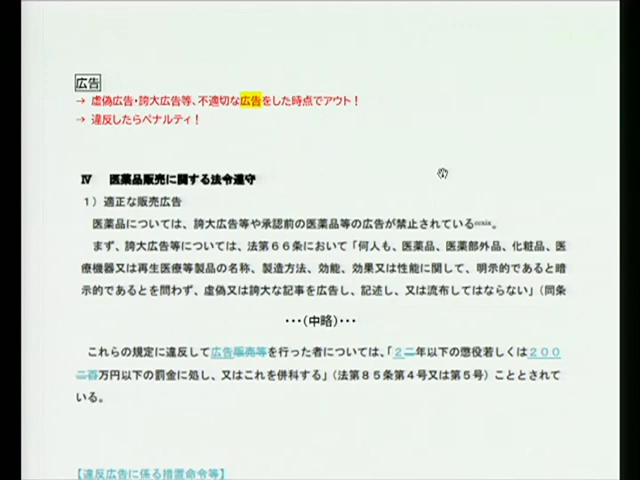 広告
→ 虚偽広告・誇大広告等、不適切な広告をした時点でアウト！
→ 違反したらペナルティ！
Ⅳ 医薬品販売に関する法令遵守
１）適正な販売広告
医薬品については、誇大広告等や承認前の医薬品等の広告が禁止されている。
まず、誇大広告等については、法第６６条において「何人も、医薬品、医薬部外品、化粧品、医
療機器又は再生医療等製品の名称、製造方法、効能、効果又は性能に関して、明示的であると暗
示的であるとを問わず、虚偽又は誇大な記事を広告し、記述し、又は流布してはならない」（同条
･･･（中略）･･･
これらの規定に違反して広告販売等を行った者については、「２二年以下の懲役若しくは２００
二百万円以下の罰金に処し、又はこれを併科する」（法第８５条第４号又は第５号）こととされて
いる。
【違反広告に係る措置命令等】